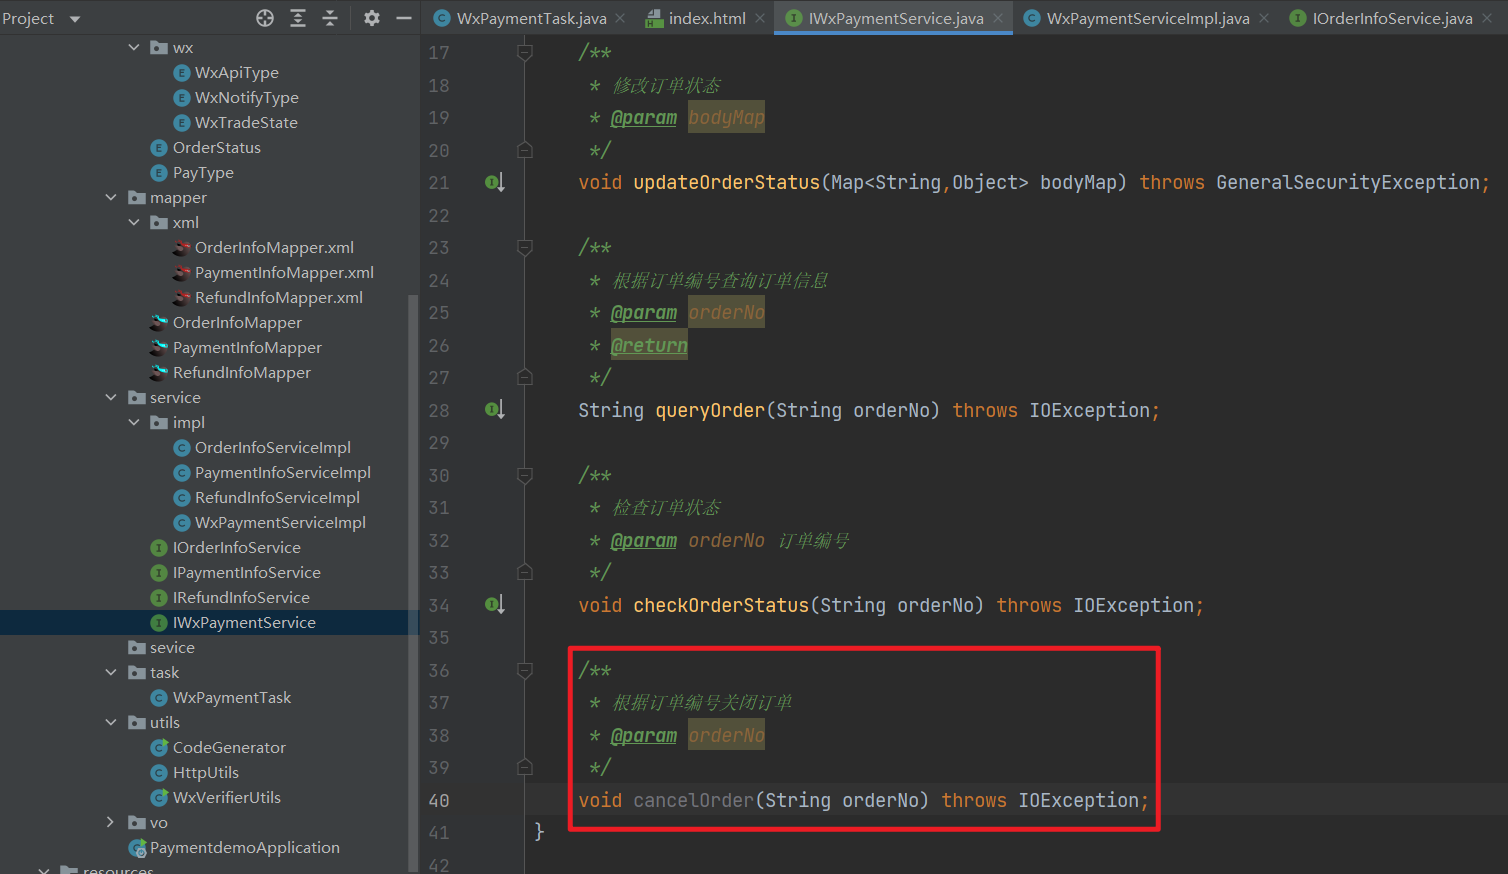 Project
WxPaymentTask.java
index.html
IWxPaymentService.java
WxPaymentServiceImpl.java
IOrderInfoService.java
wx
WxApiType
WxNotifyType
WxTradeState
OrderStatus
PayType
mapper
xml
OrderInfoMapper.xml
PaymentInfoMapper.xml
RefundInfoMapper.xml
OrderInfoMapper
PaymentInfoMapper
RefundInfoMapper
service
impl
OrderInfoServiceImpl
PaymentInfoServiceImpl
RefundInfoServiceImpl
WxPaymentServiceImpl
IOrderInfoService
IPaymentInfoService
IRefundInfoService
IWxPaymentService
sevice
task
WxPaymentTask
utils
CodeGenerator
HttpUtils
WxVerifierUtils
vo
PaymentdemoApplication
resources
17 /**
18 * 修改订单状态
19 * @param bodyMap
20 */
21 void updateOrderStatus(Map<String,Object> bodyMap) throws GeneralSecurityException;
22
23 /**
24 * 根据订单编号查询订单信息
25 * @param orderNo
26 * @return
27 */
28 String queryOrder(String orderNo) throws IOException;
29
30 /**
31 * 检查订单状态
32 * @param orderNo 订单编号
33 */
34 void checkOrderStatus(String orderNo) throws IOException;
35
36 /**
37 * 根据订单编号关闭订单
38 * @param orderNo
39 */
40 void cancelOrder(String orderNo) throws IOException;
41 }
42